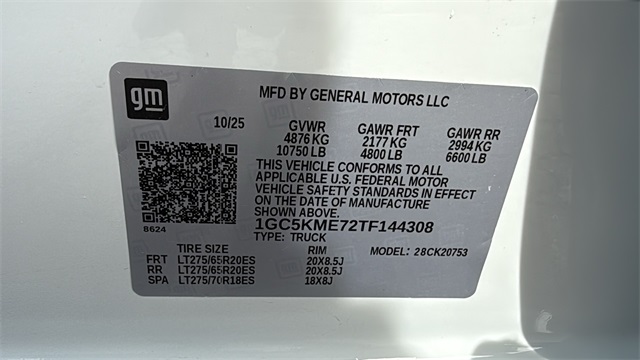 gm
MFD BY GENERAL MOTORS LLC
10/25
GVWR GAWR FRT GAWR RR
4876 KG 2177 KG 2994 KG
10750 LB 4800 LB 6600 LB
THIS VEHICLE CONFORMS TO ALL
APPLICABLE U.S. FEDERAL MOTOR
VEHICLE SAFETY STANDARDS IN EFFECT
ON THE DATE OF MANUFACTURE
SHOWN ABOVE.
8624
1GC5KME72TF144308
TYPE: TRUCK MODEL: 28CK20753
TIRE SIZE RIM
FRT LT275/65R20ES 20X8.5J
RR LT275/65R20ES 20X8.5J
SPA LT275/70R18ES 18X8J